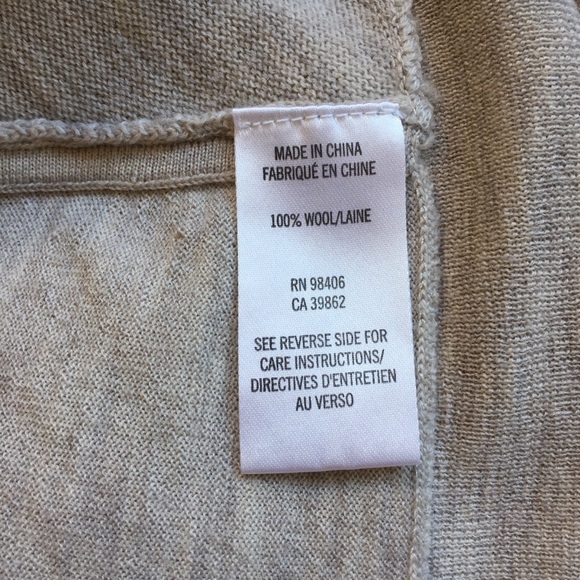 MADE IN CHINA
FABRIQUÉ EN CHINE
100% WOOL/LAINE
RN 98406
CA 39862
SEE REVERSE SIDE FOR
CARE INSTRUCTIONS/
DIRECTIVES D'ENTRETIEN
AU VERSO